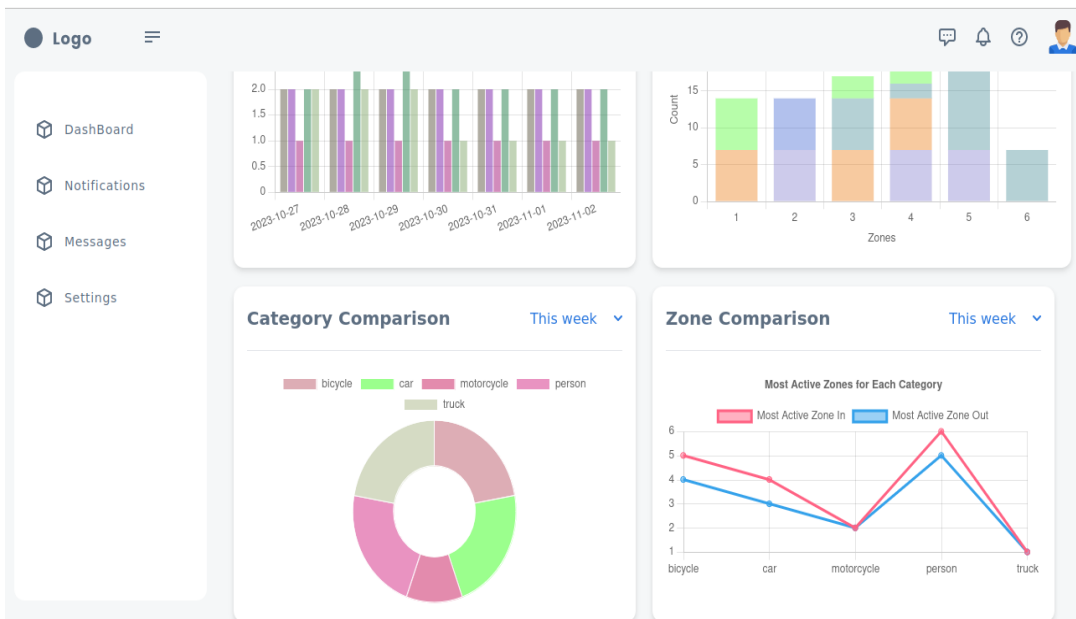 Logo
DashBoard
Notifications
Messages
Settings
2.0
1.5
1.0
0.5
0
2023-10-27 2023-10-28 2023-10-29 2023-10-30 2023-10-31 2023-11-01 2023-11-02
Count
15
10
5
0
1 2 3 4 5 6
Zones
Category Comparison This week
bicycle car motorcycle person
truck
Zone Comparison This week
Most Active Zones for Each Category
Most Active Zone In Most Active Zone Out
6
5
4
3
2
1
bicycle car motorcycle person truck